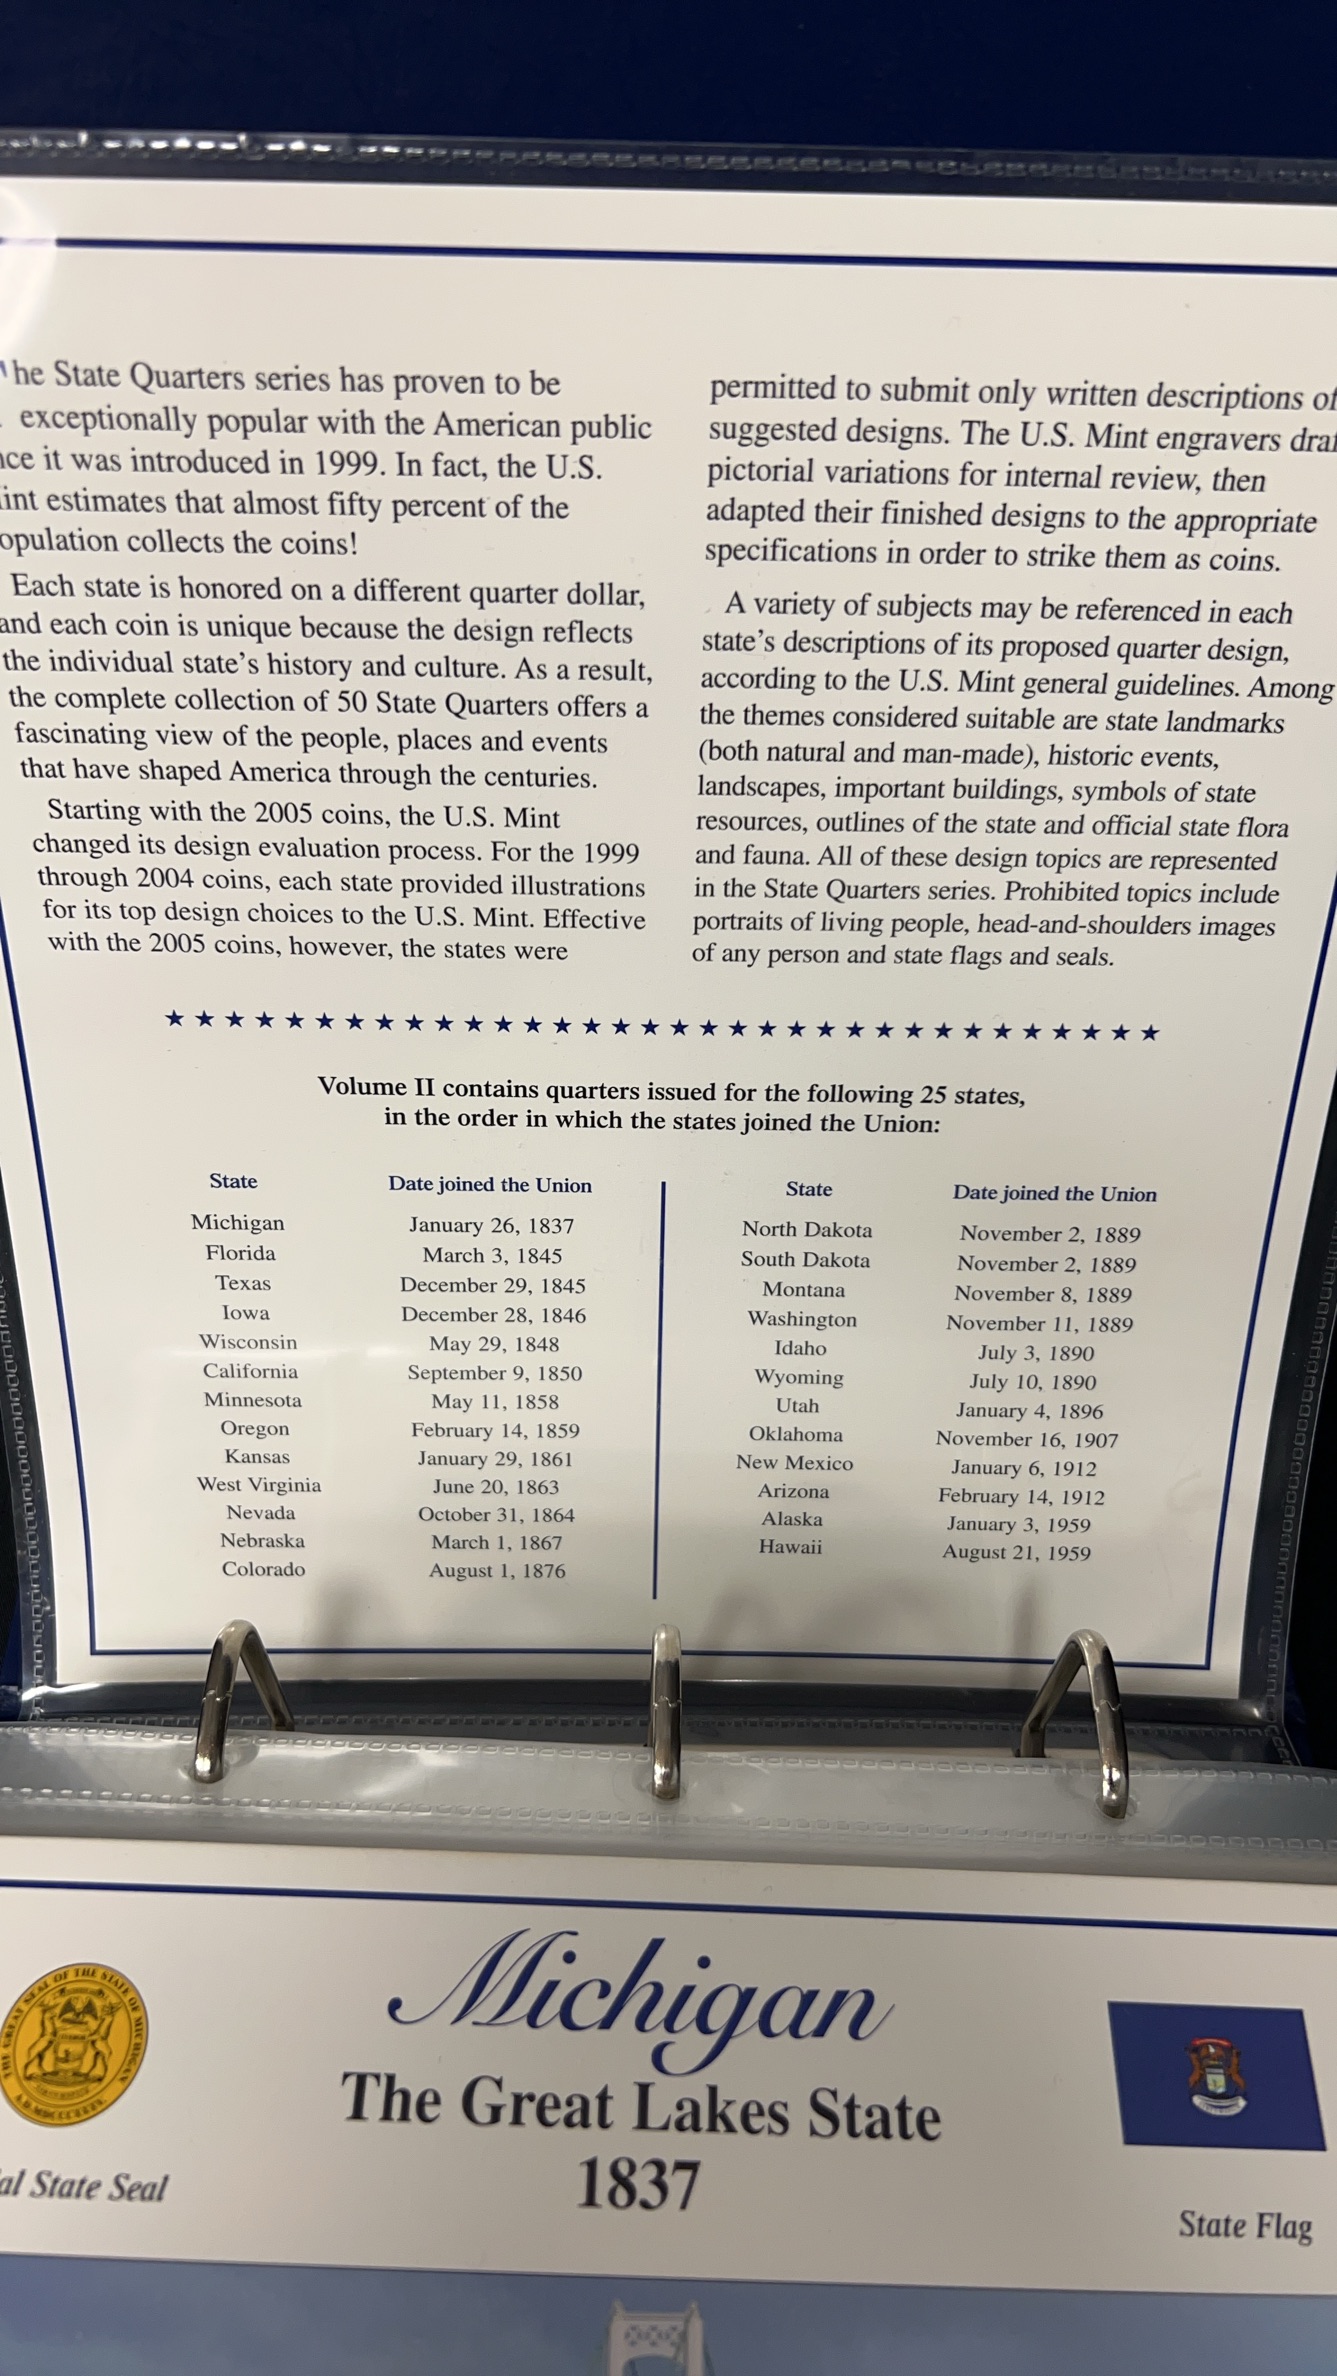 he State Quarters series has proven to be
exceptionally popular with the American public
it was introduced in 1999. In fact, the U.S.
estimates that almost fifty percent of the
collects the coins!
Each state is honored on a different quarter dollar,
and each coin is unique because the design reflects
the individual state's history and culture. As a result,
the complete collection of 50 State Quarters offers a
fascinating view of the people, places and events
that have shaped America through the centuries.
Starting with the 2005 coins, the U.S. Mint
changed its design evaluation process. For the 1999
through 2004 coins, each state provided illustrations
for its top design choices to the U.S. Mint. Effective
with the 2005 coins, however, the states were
permitted to submit only written descriptions of
suggested designs. The U.S. Mint engravers
pictorial variations for internal review, then
adapted their finished designs to the appropriate
specifications in order to strike them as coins.
A variety of subjects may be referenced in each
state's descriptions of its proposed quarter design,
according to the U.S. Mint general guidelines. Among
the themes considered suitable are state landmarks
(both natural and man-made), historic events,
landscapes, important buildings, symbols of state
resources, outlines of the state and official state flora
and fauna. All of these design topics are represented
in the State Quarters series. Prohibited topics include
portraits of living people, head-and-shoulders images
of any person and state flags and seals.
Volume II contains quarters issued for the following 25 states,
in the order in which the states joined the Union:
State Date joined the Union
Michigan January 26, 1837
Florida March 3, 1845
Texas December 29, 1845
Iowa December 28, 1846
Wisconsin May 29, 1848
California September 9, 1850
Minnesota May 11, 1858
Oregon February 14, 1859
Kansas January 29, 1861
West Virginia June 20, 1863
Nevada October 31, 1864
Nebraska March 1, 1867
Colorado August 1, 1876
State Date joined the Union
North Dakota November 2, 1889
South Dakota November 2, 1889
Montana November 8, 1889
Washington November 11, 1889
Idaho July 3, 1890
Wyoming July 10, 1890
Utah January 4, 1896
Oklahoma November 16, 1907
New Mexico January 6, 1912
Arizona February 14, 1912
Alaska January 3, 1959
Hawaii August 21, 1959
Michigan
The Great Lakes State
1837
THE GREAT SEAL OF THE STATE OF MICHIGAN
al State Seal
State Flag